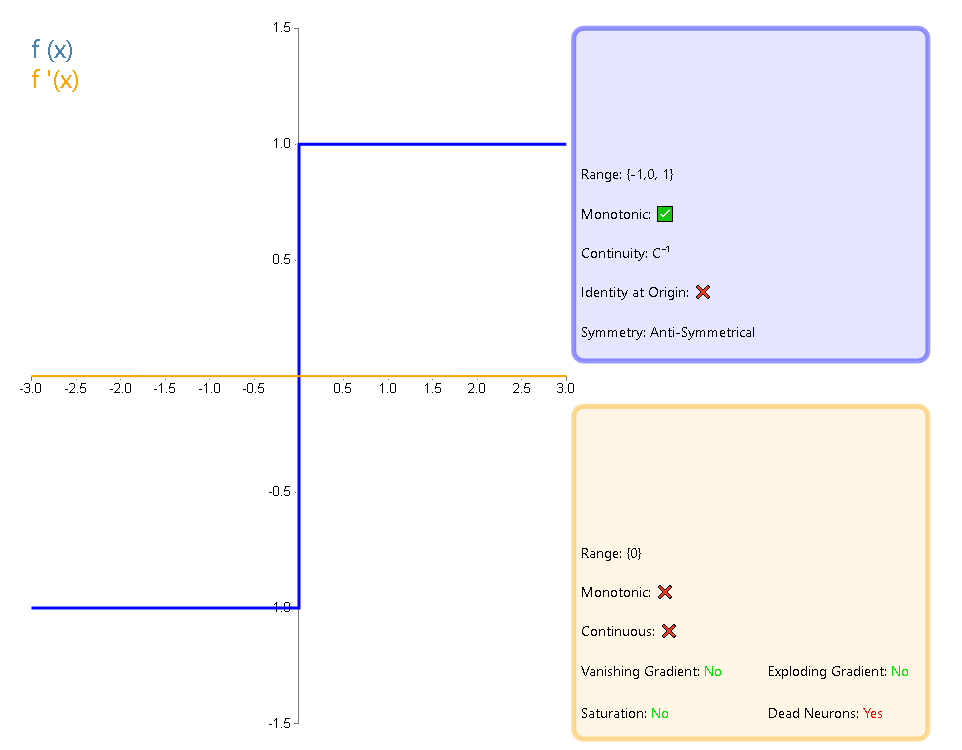 f (x)
f '(x)
1.5
1.0
0.5
-3.0 -2.5 -2.0 -1.5 -1.0 -0.5 0.5 1.0 1.5 2.0 2.5 3.0
-0.5
-1.0
-1.5
Range: {-1,0, 1}
Monotonic: ✅
Continuity: C⁻¹
Identity at Origin: ❌
Symmetry: Anti-Symmetrical
Range: {0}
Monotonic: ❌
Continuous: ❌
Vanishing Gradient: No Exploding Gradient: No
Saturation: No Dead Neurons: Yes